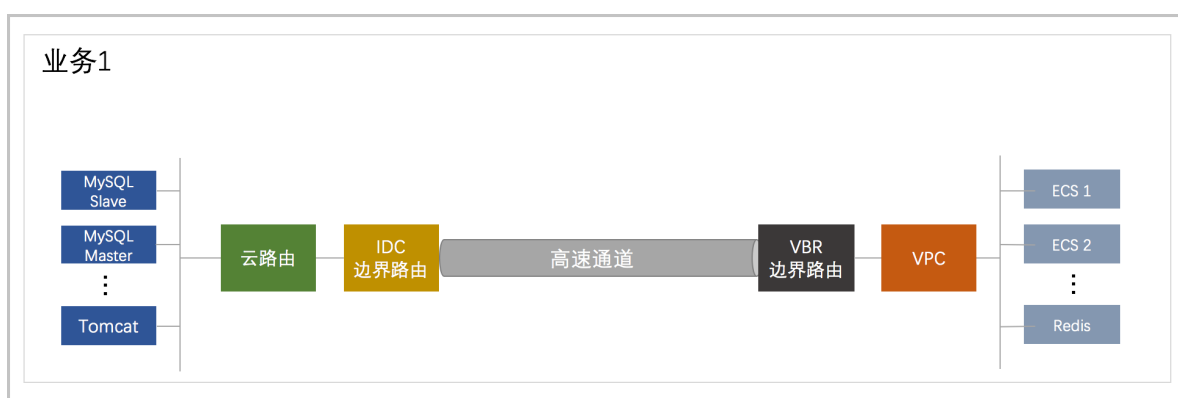 业务1
MySQL
Slave
MySQL
Master
Tomcat
云路由
IDC
边界路由
高速通道
VBR
边界路由
VPC
ECS 1
ECS 2
Redis